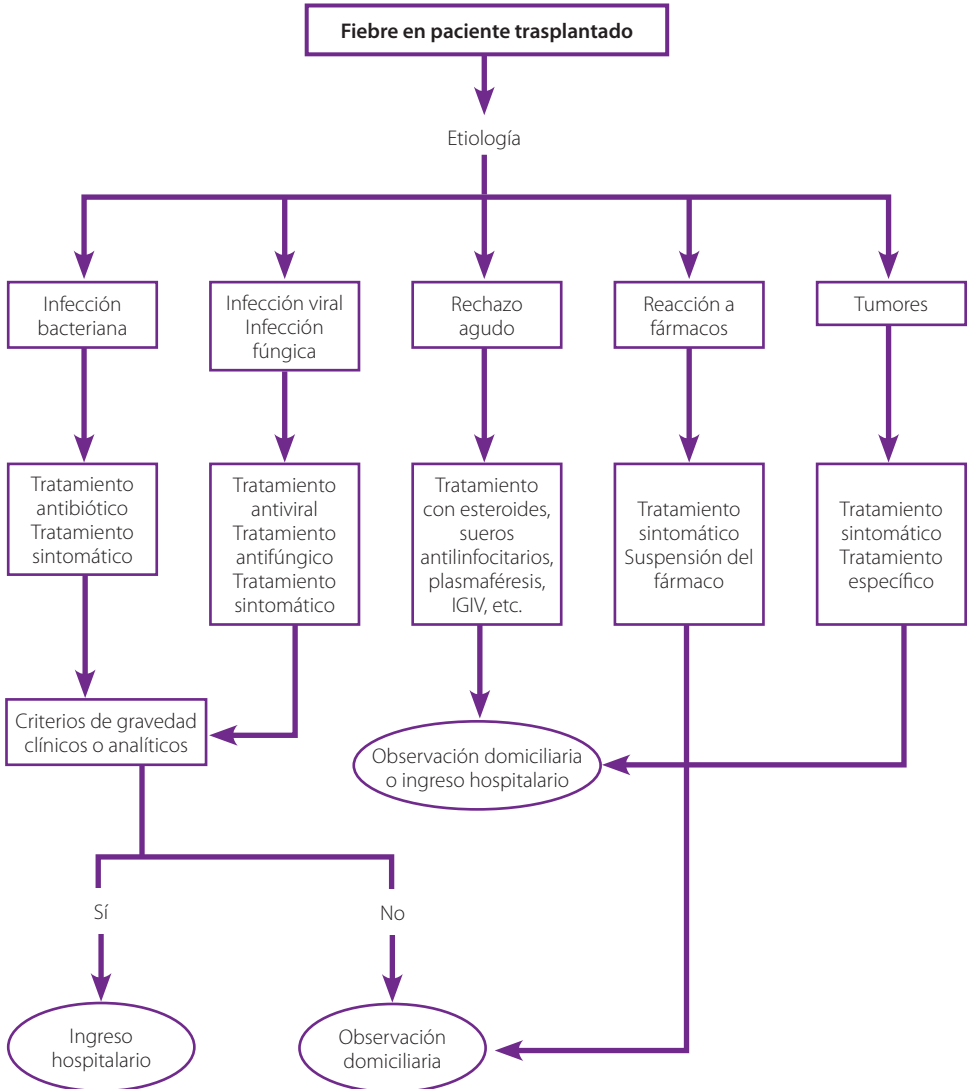 Fiebre en paciente trasplantado
Etiología
Infección
bacteriana
Infección viral
Infección
fúngica
Rechazo
agudo
Reacción a
fármacos
Tumores
Tratamiento
antibiótico
Tratamiento
sintomático
Tratamiento
antiviral
Tratamiento
antifúngico
Tratamiento
sintomático
Tratamiento
con esteroides,
sueros
antilinfocitarios,
plasmaféresis,
IGIV, etc.
Tratamiento
sintomático
Suspensión del
fármaco
Tratamiento
sintomático
Tratamiento
específico
Criterios de gravedad
clínicos o analíticos
Observación domiciliaria
o ingreso hospitalario
Sí
No
Ingreso
hospitalario
Observación
domiciliaria